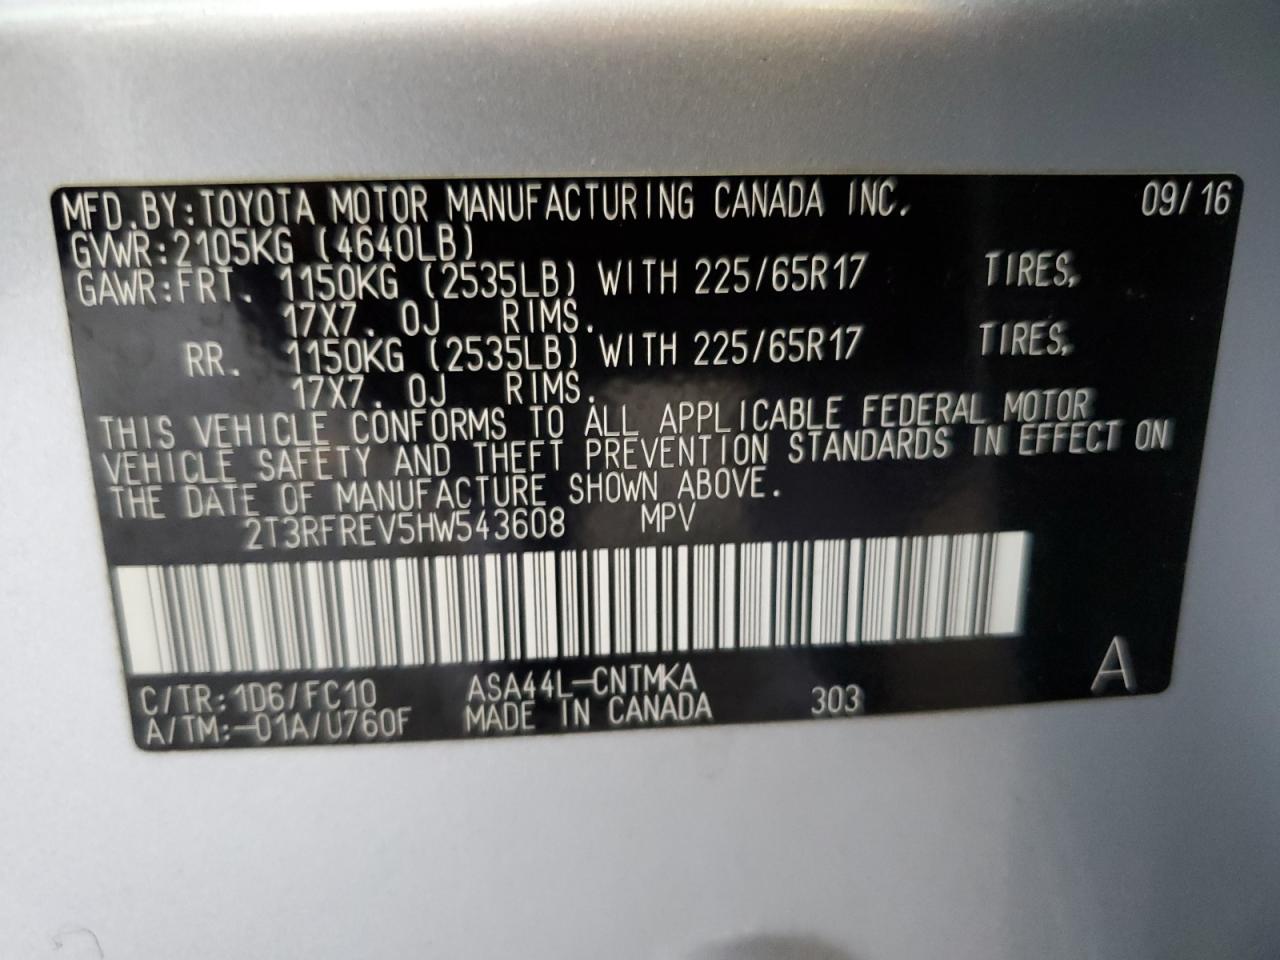 MFD.BY:TOYOTA MOTOR MANUFACTURING CANADA INC. 09/16
GVWR:2105KG (4640LB)
GAWR:FRT. 1150KG (2535LB) WITH 225/65R17 TIRES,
17X7. 0J RIMS.
RR. 1150KG (2535LB) WITH 225/65R17 TIRES,
17X7. 0J RIMS.
THIS VEHICLE CONFORMS TO ALL APPLICABLE FEDERAL MOTOR
VEHICLE SAFETY AND THEFT PREVENTION STANDARDS IN EFFECT ON
THE DATE OF MANUFACTURE SHOWN ABOVE.
2T3RFREV5HW543608 MPV
C/TR:1D6/FC10 ASA44L-CNTMKA A
A/TM:-01A/U760F MADE IN CANADA 303